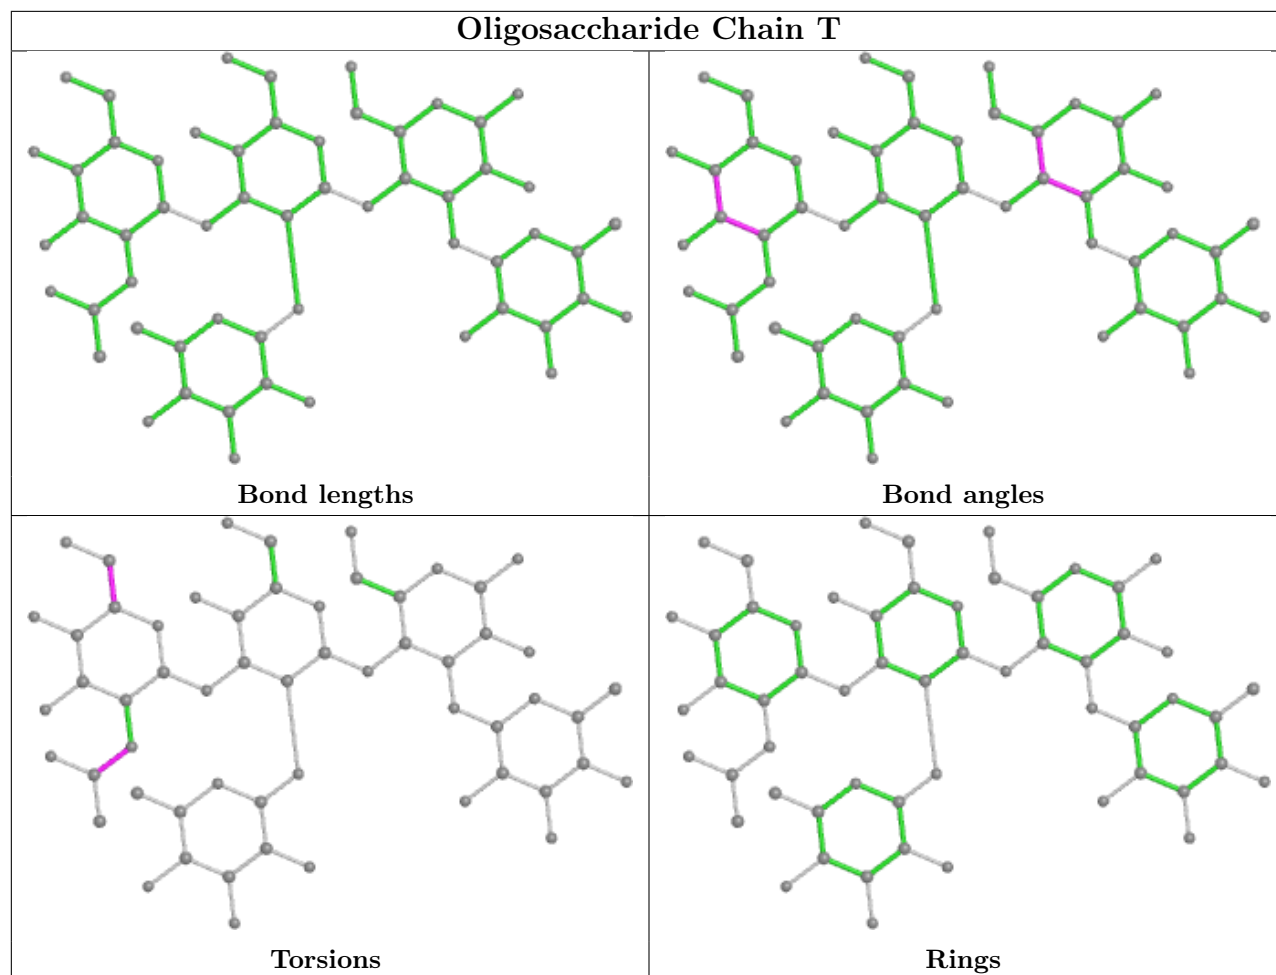 Oligosaccharide Chain T
Bond lengths
Bond angles
Torsions
Rings